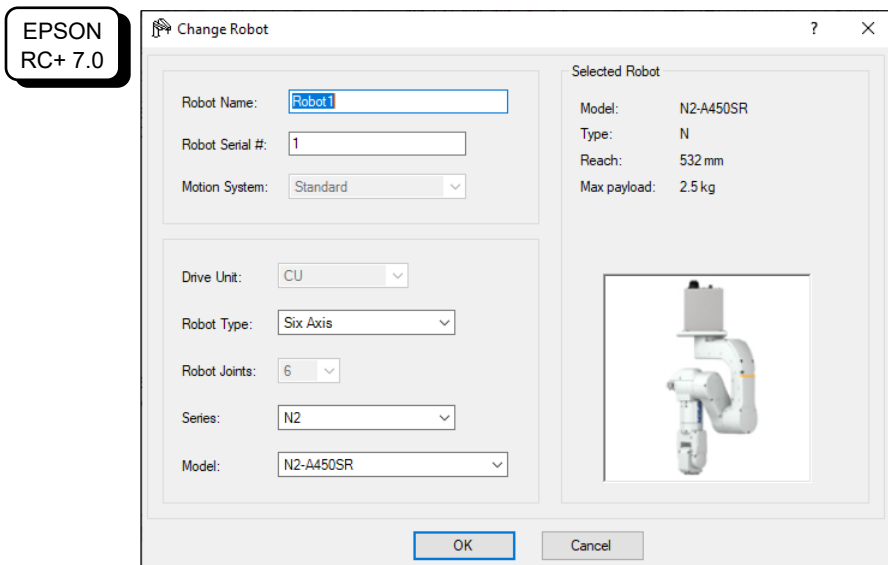 EPSON
RC+ 7.0
Change Robot
?
Robot Name: Robot1
Robot Serial #: 1
Motion System: Standard
Drive Unit: CU
Robot Type: Six Axis
Robot Joints: 6
Series: N2
Model: N2-A450SR
Selected Robot
Model: N2-A450SR
Type: N
Reach: 532 mm
Max payload: 2.5 kg
OK
Cancel